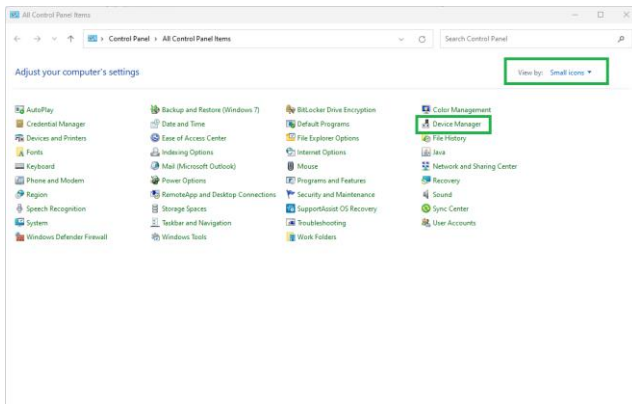 All Control Panel Items
Control Panel › All Control Panel Items
Search Control Panel
Adjust your computer's settings
View by: Small icons
AutoPlay
Backup and Restore (Windows 7)
BitLocker Drive Encryption
Color Management
Credential Manager
Date and Time
Default Programs
Device Manager
Devices and Printers
Ease of Access Center
File Explorer Options
File History
Fonts
Indexing Options
Internet Options
Java
Keyboard
Mail (Microsoft Outlook)
Mouse
Network and Sharing Center
Phone and Modem
Power Options
Programs and Features
Recovery
Region
RemoteApp and Desktop Connections
Security and Maintenance
Sound
Speech Recognition
Storage Spaces
SupportAssist OS Recovery
Sync Center
System
Taskbar and Navigation
Troubleshooting
User Accounts
Windows Defender Firewall
Windows Tools
Work Folders